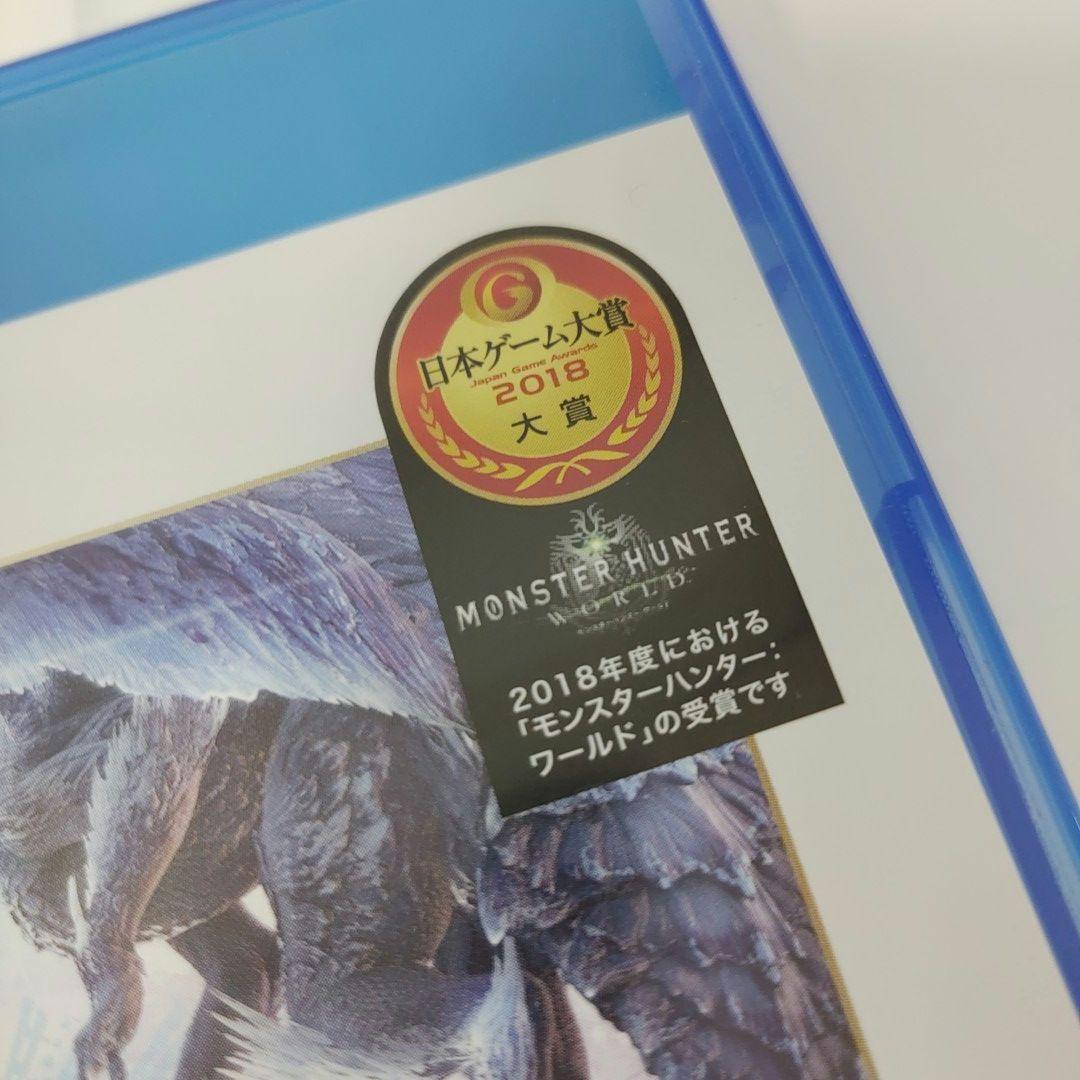 日本ゲーム大賞
Japan Game Awards
2018
大賞
MONSTER HUNTER
WORLD
2018年度における
「モンスターハンター:
ワールド」の受賞です